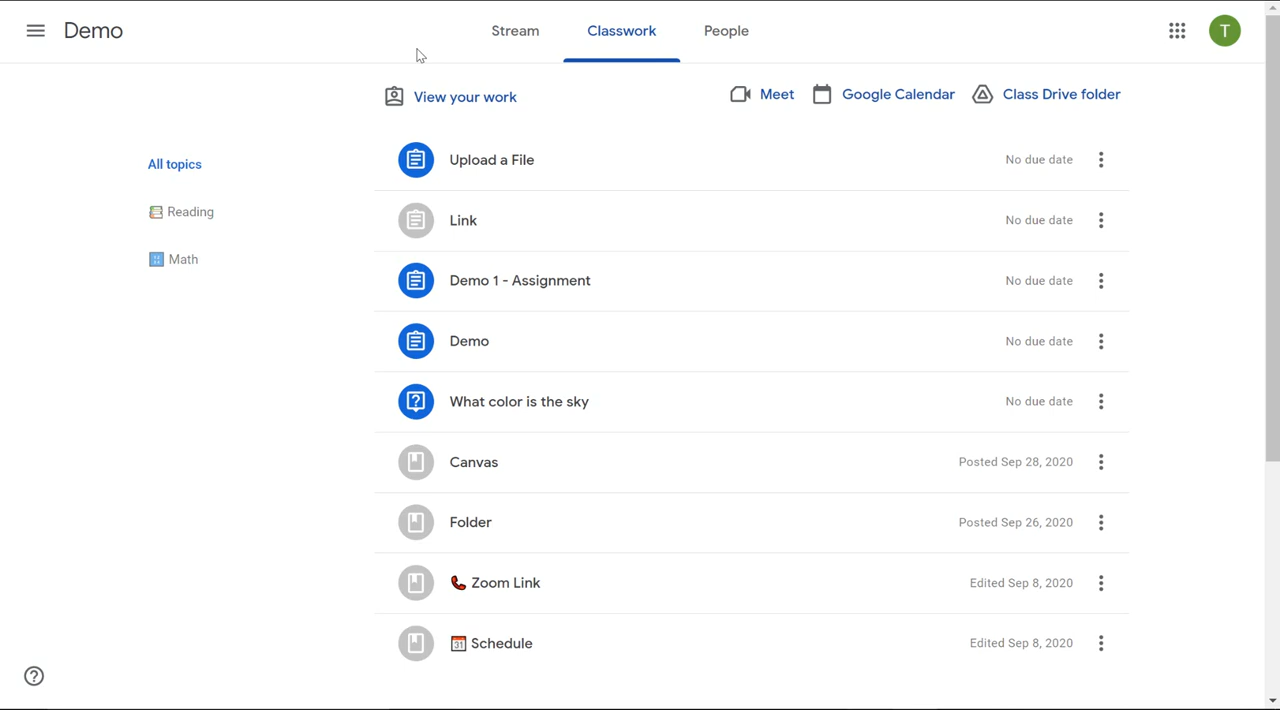 Demo
Stream Classwork People
T
View your work
Meet Google Calendar Class Drive folder
All topics
Reading
Math
Upload a File No due date
Link No due date
Demo 1 - Assignment No due date
Demo No due date
What color is the sky No due date
Canvas Posted Sep 28, 2020
Folder Posted Sep 26, 2020
Zoom Link Edited Sep 8, 2020
31 Schedule Edited Sep 8, 2020